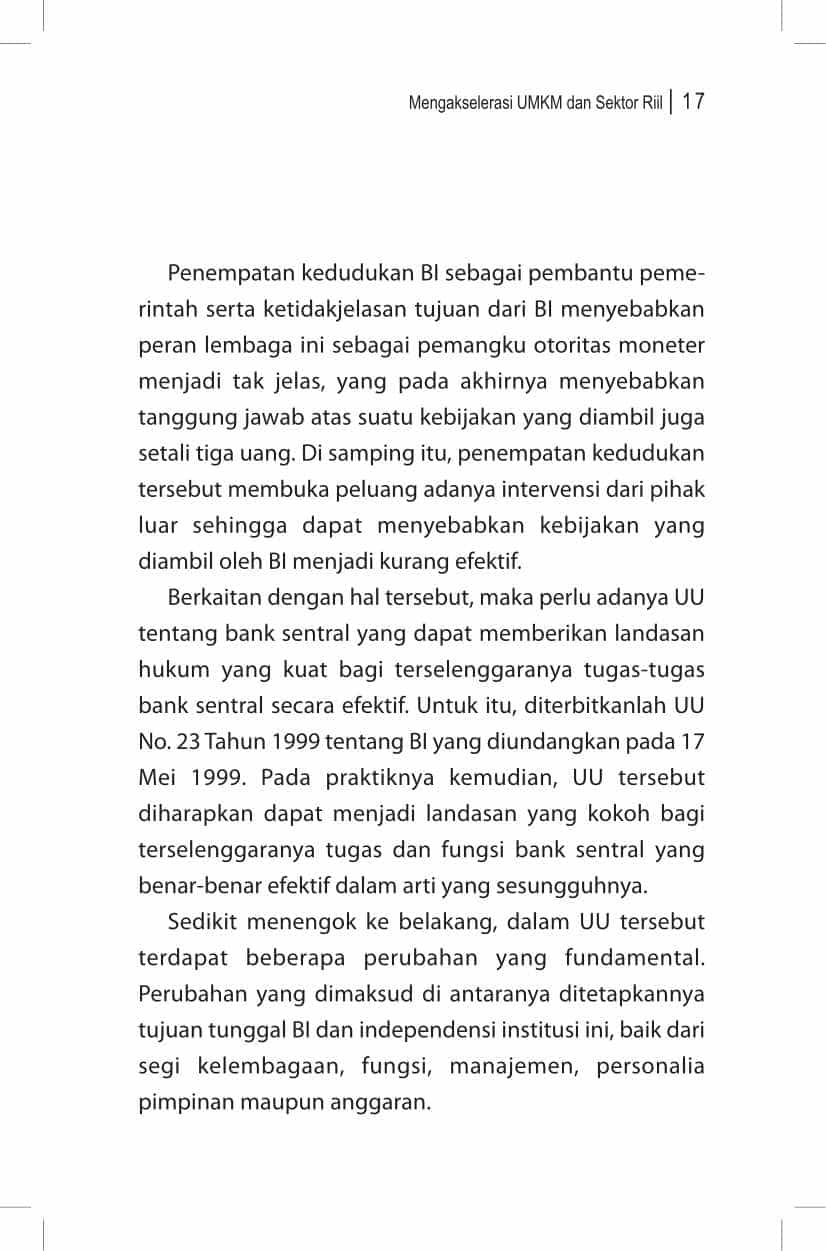 Mengakselerasi UMKM dan Sektor Riil | 17
Penempatan kedudukan BI sebagai pembantu peme-
rintah serta ketidakjelasan tujuan dari BI menyebabkan
peran lembaga ini sebagai pemangku otoritas moneter
menjadi tak jelas, yang pada akhirnya menyebabkan
tanggung jawab atas suatu kebijakan yang diambil juga
setali tiga uang. Di samping itu, penempatan kedudukan
tersebut membuka peluang adanya intervensi dari pihak
luar sehingga dapat menyebabkan kebijakan yang
diambil oleh BI menjadi kurang efektif.
Berkaitan dengan hal tersebut, maka perlu adanya UU
tentang bank sentral yang dapat memberikan landasan
hukum yang kuat bagi terselenggaranya tugas-tugas
bank sentral secara efektif. Untuk itu, diterbitkanlah UU
No. 23 Tahun 1999 tentang BI yang diundangkan pada 17
Mei 1999. Pada praktiknya kemudian, UU tersebut
diharapkan dapat menjadi landasan yang kokoh bagi
terselenggaranya tugas dan fungsi bank sentral yang
benar-benar efektif dalam arti yang sesungguhnya.
Sedikit menengok ke belakang, dalam UU tersebut
terdapat beberapa perubahan yang fundamental.
Perubahan yang dimaksud di antaranya ditetapkannya
tujuan tunggal BI dan independensi institusi ini, baik dari
segi kelembagaan, fungsi, manajemen, personalia
pimpinan maupun anggaran.